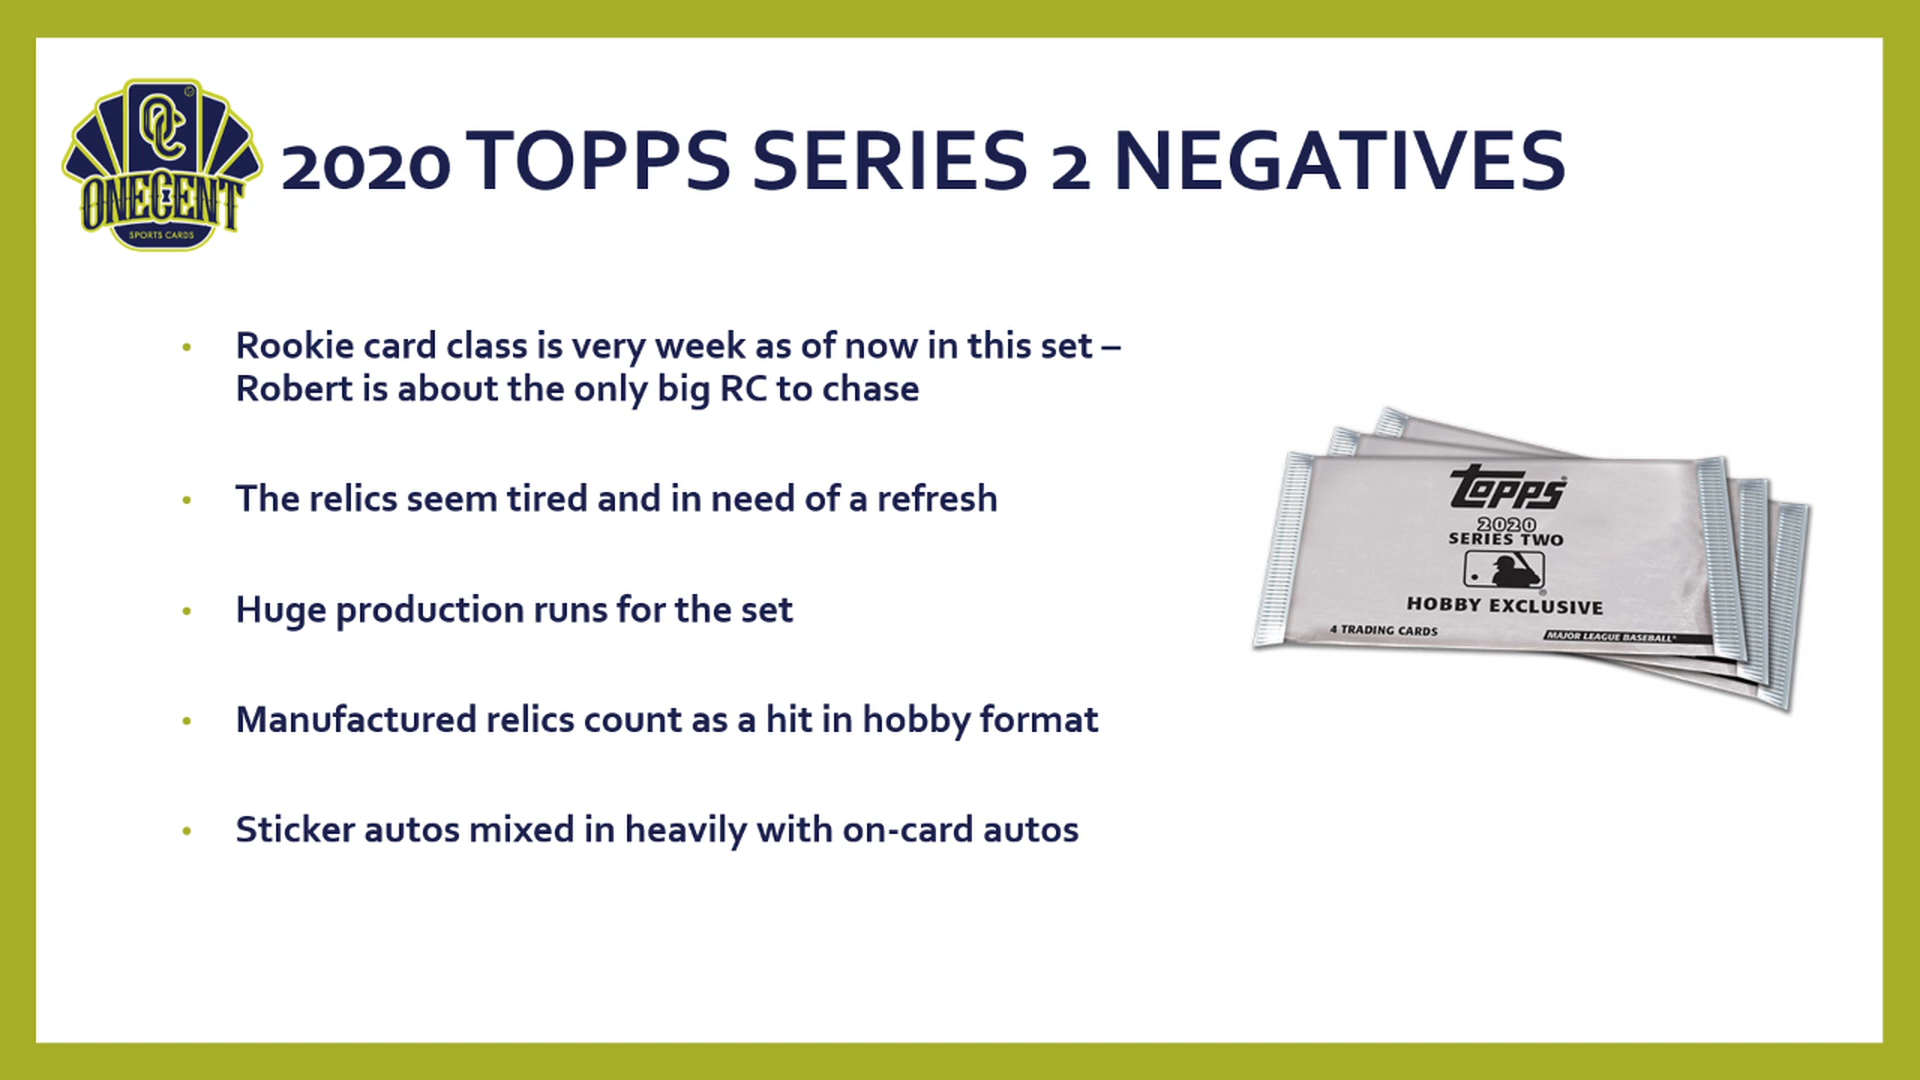 OC
ONECENT
SPORTS CARDS
2020 TOPPS SERIES 2 NEGATIVES
• Rookie card class is very week as of now in this set –
Robert is about the only big RC to chase
• The relics seem tired and in need of a refresh
• Huge production runs for the set
• Manufactured relics count as a hit in hobby format
• Sticker autos mixed in heavily with on-card autos
topps®
2020
SERIES TWO
®
HOBBY EXCLUSIVE
4 TRADING CARDS
MAJOR LEAGUE BASEBALL®